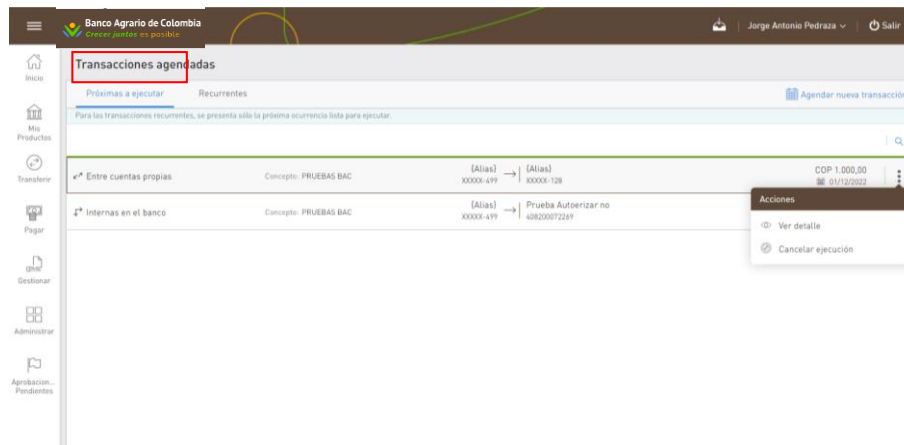 Banco Agrario de Colombia
Crecer juntos es posible
Jorge Antonio Pedraza
Salir
Inicio
Mis
Productos
Transferir
Pagar
Gestionar
Administrar
Aprobacion...
Pendientes
Transacciones agendadas
Próximas a ejecutar Recurrentes
Agendar nueva transacción
Para las transacciones recurrentes, se presenta sólo la próxima ocurrencia lista para ejecutar.
Entre cuentas propias
Concepto: PRUEBAS BAC
(Alias)
XXXXX-499
(Alias)
XXXXX-128
COP 1.000,00
01/12/2022
Internas en el banco
Concepto: PRUEBAS BAC
(Alias)
XXXXX-499
Prueba Autoerizar no
408200072269
Acciones
Ver detalle
Cancelar ejecución